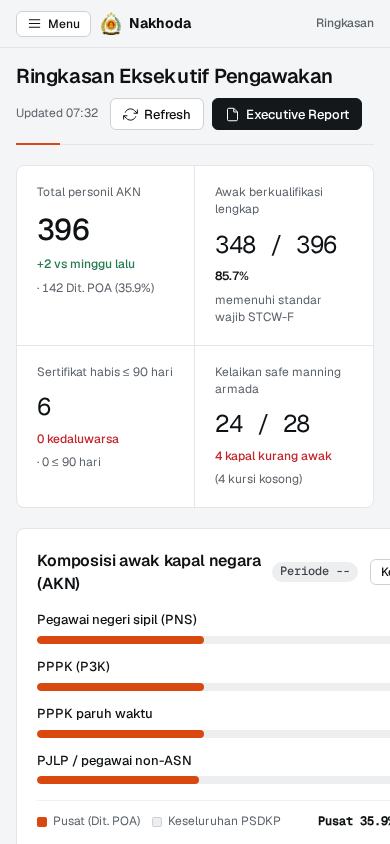 Menu
Nakhoda
Ringkasan
Ringkasan Eksekutif Pengawakan
Updated 07:32
Refresh
Executive Report
Total personil AKN
396
+2 vs minggu lalu
· 142 Dit. POA (35.9%)
Awak berkualifikasi
lengkap
348 / 396
85.7%
memenuhi standar
wajib STCW-F
Sertifikat habis ≤ 90 hari
6
0 kedaluwarsa
· 0 ≤ 90 hari
Kelaikan safe manning
armada
24 / 28
4 kapal kurang awak
(4 kursi kosong)
Komposisi awak kapal negara
(AKN)
Periode --
Pegawai negeri sipil (PNS)
PPPK (P3K)
PPPK paruh waktu
PJLP / pegawai non-ASN
Pusat (Dit. POA)
Keseluruhan PSDKP
Pusat 35.9%